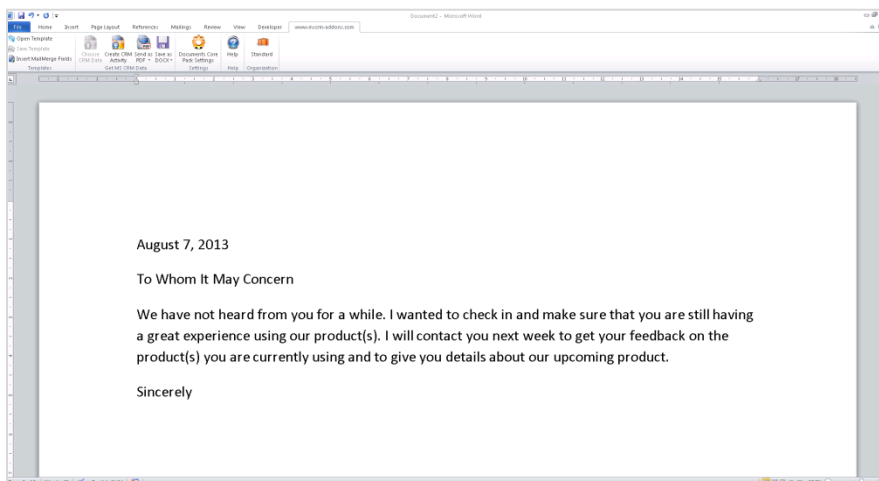 Document2 - Microsoft Word
File Home Insert Page Layout References Mailings Review View Developer www.mscrm-addons.com
Open Template
View Template
Insert MailMerge Fields
Choose CRM Data
Create CRM Activity
Send as PDF
Save as DOCX
Documents Core Pack Settings
Help
Standard
Templates Get MS CRM Data Settings Help Organization
August 7, 2013
To Whom It May Concern
We have not heard from you for a while. I wanted to check in and make sure that you are still having
a great experience using our product(s). I will contact you next week to get your feedback on the
product(s) you are currently using and to give you details about our upcoming product.
Sincerely